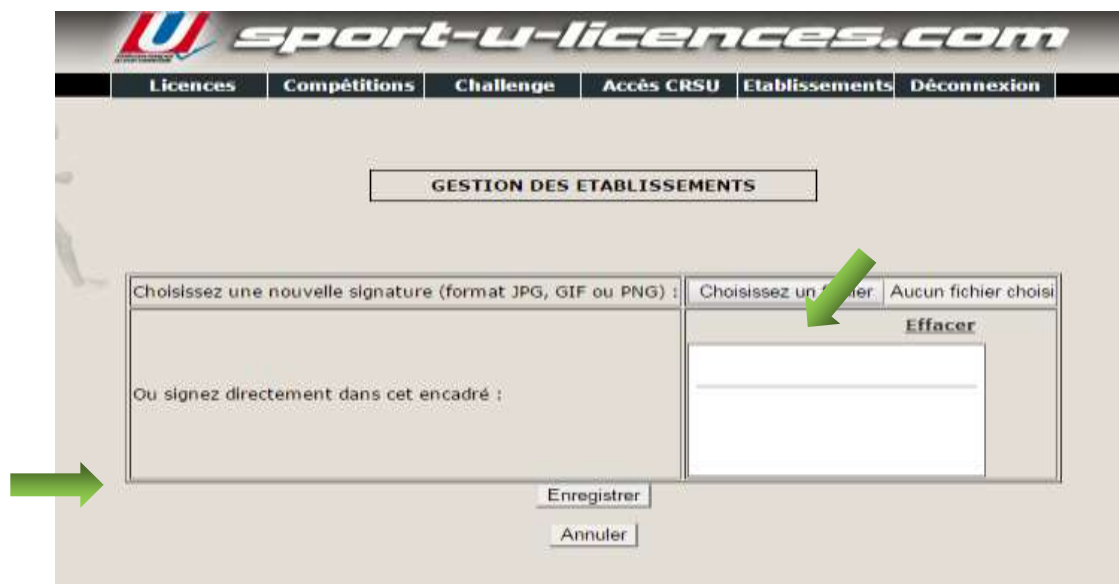 U sport-u-licences.com
Licences Compétitions Challenge Accès CRSU Etablissements Déconnexion
GESTION DES ETABLISSEMENTS
Choisissez une nouvelle signature (format JPG, GIF ou PNG) : Choisissez un fichier Aucun fichier choisi
Effacer
Ou signez directement dans cet encadré :
Enregistrer
Annuler